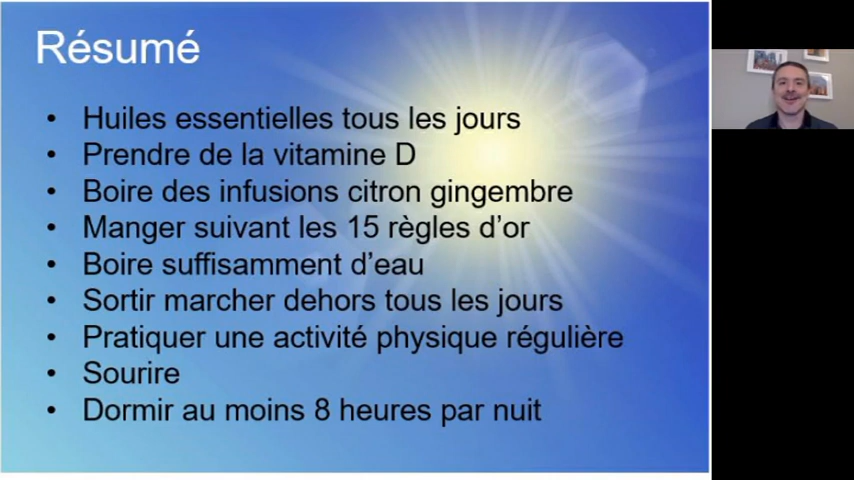 Résumé
• Huiles essentielles tous les jours
• Prendre de la vitamine D
• Boire des infusions citron gingembre
• Manger suivant les 15 règles d'or
• Boire suffisamment d'eau
• Sortir marcher dehors tous les jours
• Pratiquer une activité physique régulière
• Sourire
• Dormir au moins 8 heures par nuit